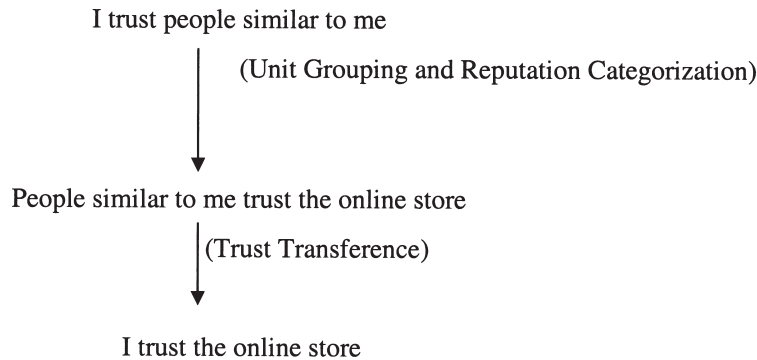 I trust people similar to me
(Unit Grouping and Reputation Categorization)
People similar to me trust the online store
(Trust Transference)
I trust the online store